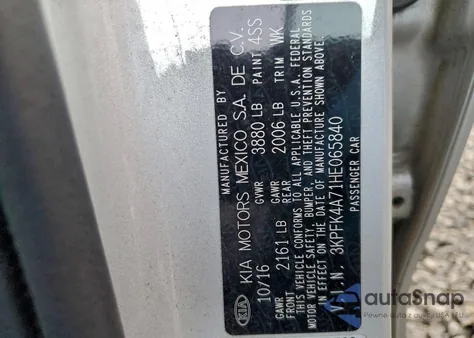 MANUFACTURED BY
KIA KIA MOTORS MEXICO S.A. DE C.V.
10/16 GVWR 3880 LB PAINT 4SS
GAWR FRONT 2161 LB GAWR REAR 2006 LB TRIM WK
THIS VEHICLE CONFORMS TO ALL APPLICABLE U.S.A. FEDERAL
MOTOR VEHICLE SAFETY, BUMPER, AND THEFT PREVENTION STANDARDS
IN EFFECT ON THE DATE OF MANUFACTURE SHOWN ABOVE.
V.I.N. 3KPFK4A71HE065840
PASSENGER CAR
autoSnap